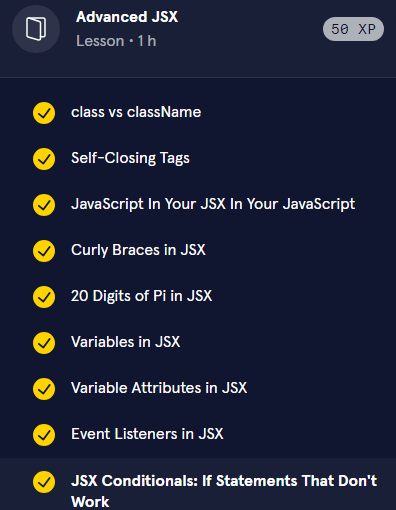 Advanced JSX
Lesson • 1 h
50 XP
class vs className
Self-Closing Tags
JavaScript In Your JSX In Your JavaScript
Curly Braces in JSX
20 Digits of Pi in JSX
Variables in JSX
Variable Attributes in JSX
Event Listeners in JSX
JSX Conditionals: If Statements That Don't
Work